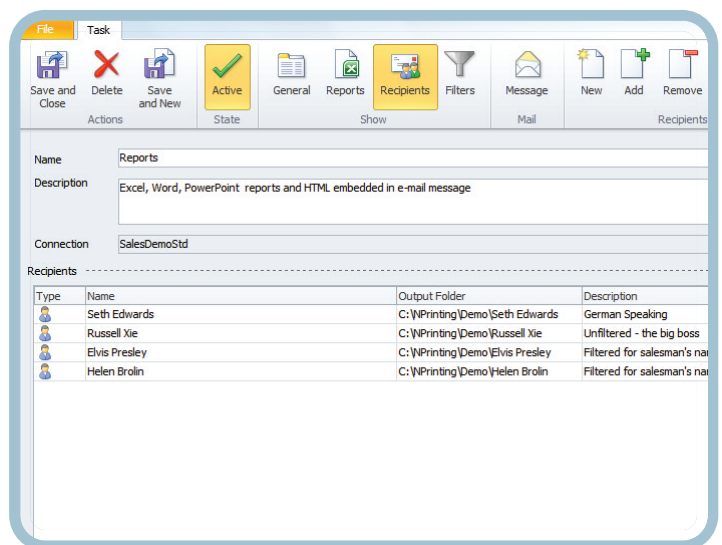 File Task
Save and Close Delete Save and New Active General Reports Recipients Filters Message New Add Remove
Actions State Show Mail Recipients
Name Reports
Description Excel, Word, PowerPoint reports and HTML embedded in e-mail message
Connection SalesDemoStd
Recipients
Type Name Output Folder Description
Seth Edwards C:\NPrinting\Demo\Seth Edwards German Speaking
Russell Xie C:\NPrinting\Demo\Russell Xie Unfiltered - the big boss
Elvis Presley C:\NPrinting\Demo\Elvis Presley Filtered for salesman's na
Helen Brolin C:\NPrinting\Demo\Helen Brolin Filtered for salesman's na